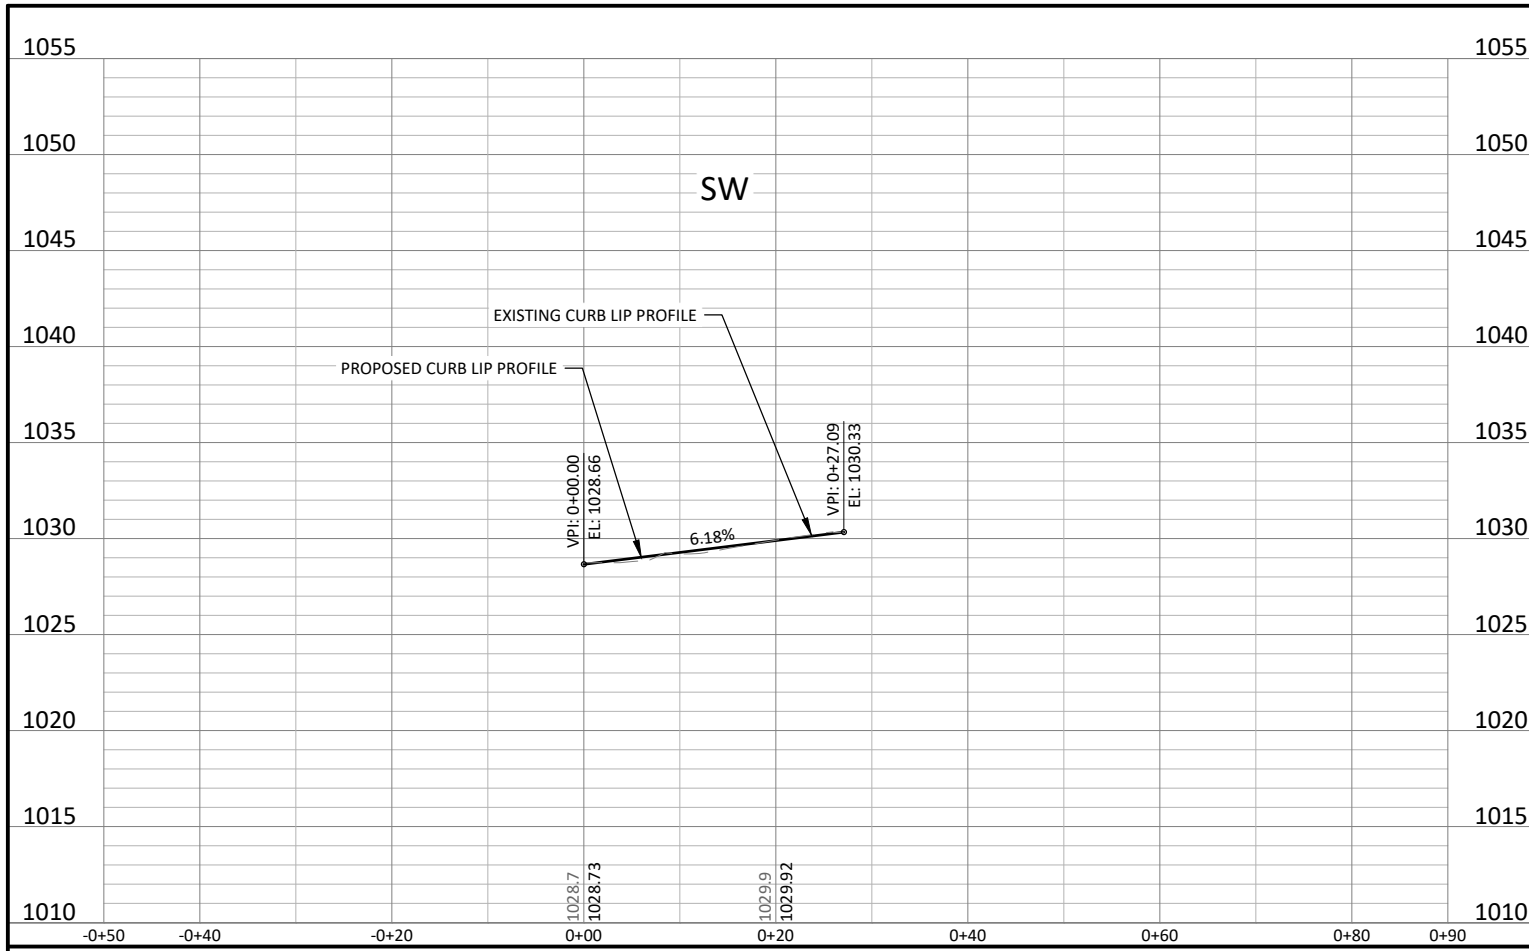 1055 1055
1050 1050
SW
1045 1045
EXISTING CURB LIP PROFILE
1040 1040
PROPOSED CURB LIP PROFILE
1035 1035
VPI: 0+00.00
EL: 1028.66
VPI: 0+27.09
EL: 1030.33
1030 1030
6.18%
1025 1025
1020 1020
1015 1015
1028.7
1028.73
1029.9
1029.92
1010 1010
-0+50 -0+40 -0+20 0+00 0+20 0+40 0+60 0+80 0+90